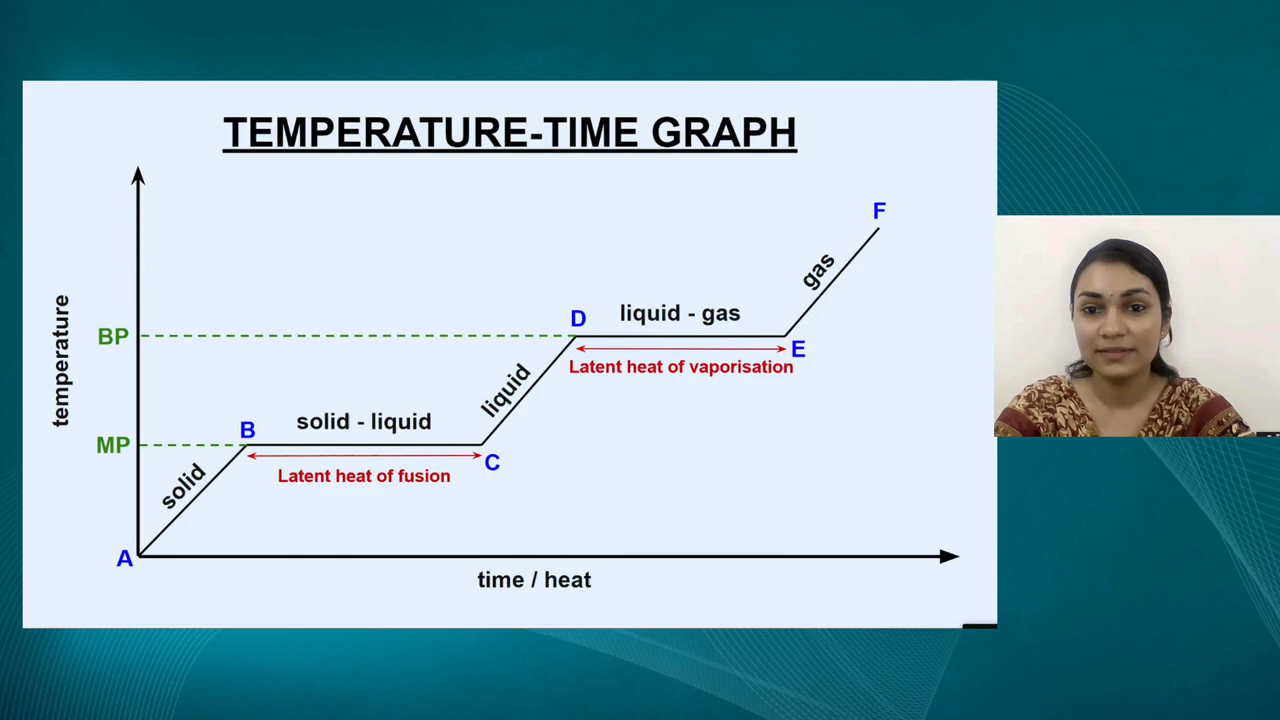 TEMPERATURE-TIME GRAPH
F
gas
temperature
BP
D
liquid - gas
E
Latent heat of vaporisation
liquid
MP
B
solid - liquid
C
Latent heat of fusion
solid
A
time / heat